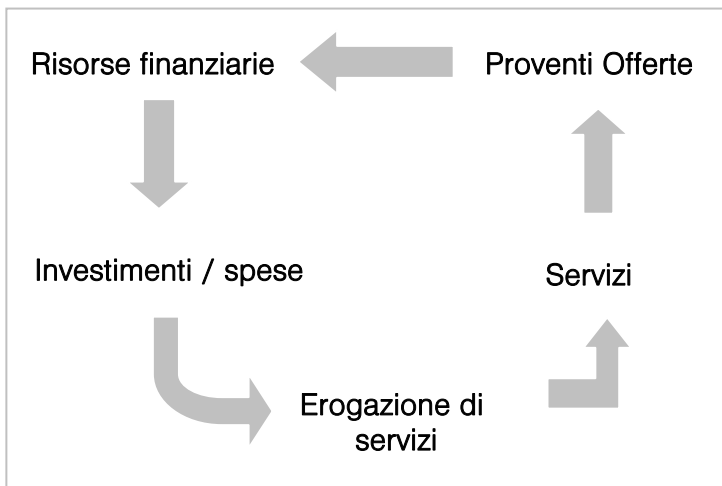 Risorse finanziarie
Proventi Offerte
Investimenti / spese
Servizi
Erogazione di
servizi